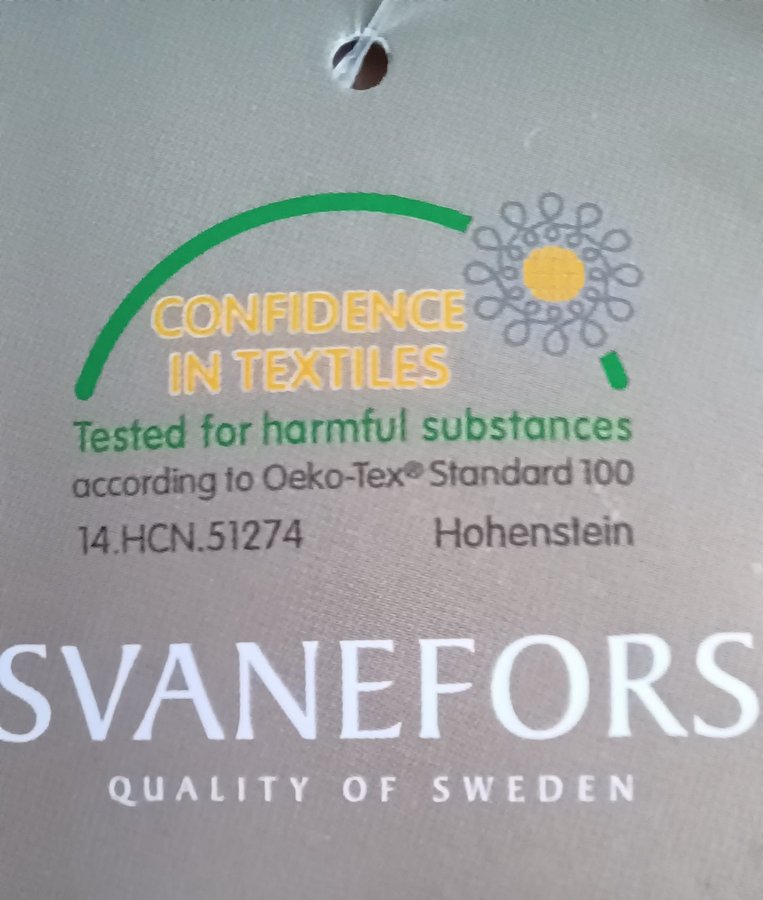 CONFIDENCE
IN TEXTILES
Tested for harmful substances
according to Oeko-Tex® Standard 100
14.HCN.51274 Hohenstein
SVANEFORS
QUALITY OF SWEDEN